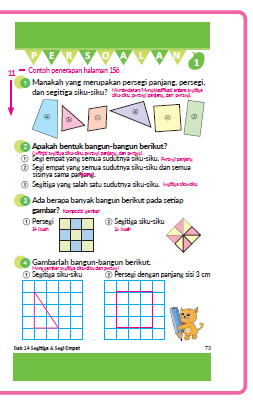 PERSOALAN 1
11 Contoh penerapan halaman 156
1 Manakah yang merupakan persegi panjang, persegi,
dan segitiga siku-siku? Membedakan/Mengklasifikasi antara segitiga
siku-siku, persegi panjang, dan persegi.
2 Apakah bentuk bangun-bangun berikut?
Definisi segitiga siku-siku, persegi panjang, dan persegi.
① Segi empat yang semua sudutnya siku-siku. Persegi panjang
② Segi empat yang semua sudutnya siku-siku dan semua
sisinya sama panjang.
③ Segitiga yang salah satu sudutnya siku-siku. Segitiga siku-siku
3 Ada berapa banyak bangun berikut pada setiap
gambar? Komposisi gambar
① Persegi ② Segitiga siku-siku
14 buah 16 buah
4 Gambarlah bangun-bangun berikut.
Menggambar segitiga siku-siku dan persegi
① Segitiga siku-siku ② Persegi dengan panjang sisi 3 cm
Bab 14 Segitiga & Segi Empat 73